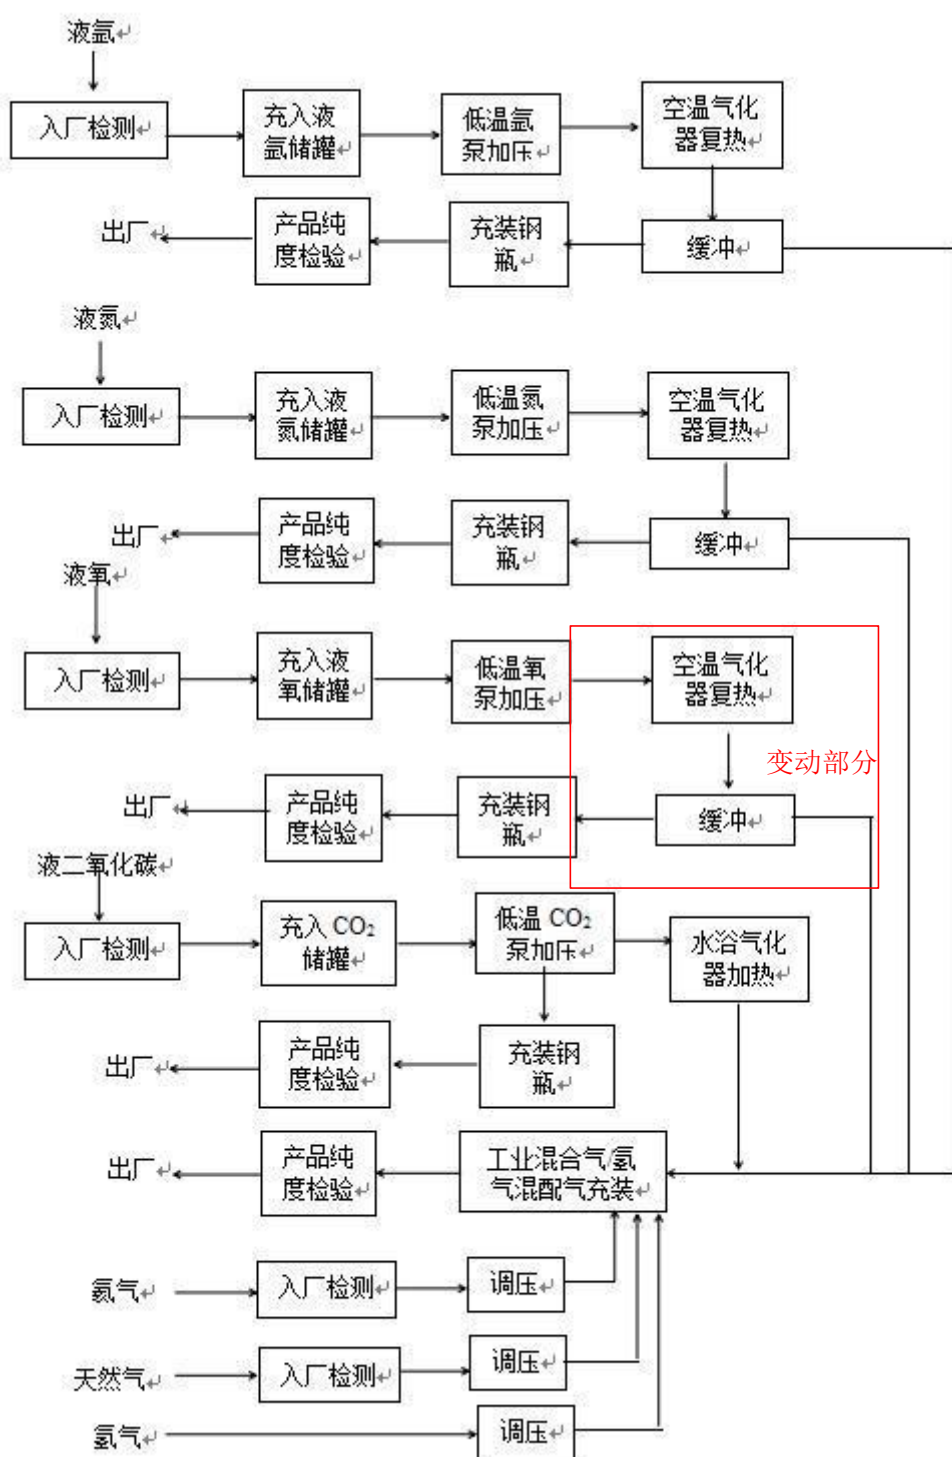 液氩
入厂检测
充入液
氩储罐
低温氩
泵加压
空温气化
器复热
出厂
产品纯
度检验
充装钢
瓶
缓冲
液氮
入厂检测
充入液
氮储罐
低温氮
泵加压
空温气化
器复热
出厂
产品纯
度检验
充装钢
瓶
缓冲
液氧
入厂检测
充入液
氧储罐
低温氧
泵加压
空温气化
器复热
变动部分
出厂
产品纯
度检验
充装钢
瓶
缓冲
液二氧化碳
入厂检测
充入 CO₂
储罐
低温 CO₂
泵加压
水浴气化
器加热
出厂
产品纯
度检验
充装钢
瓶
出厂
产品纯
度检验
工业混合气/氢
气混配气充装
氦气
入厂检测
调压
天然气
入厂检测
调压
氢气
调压